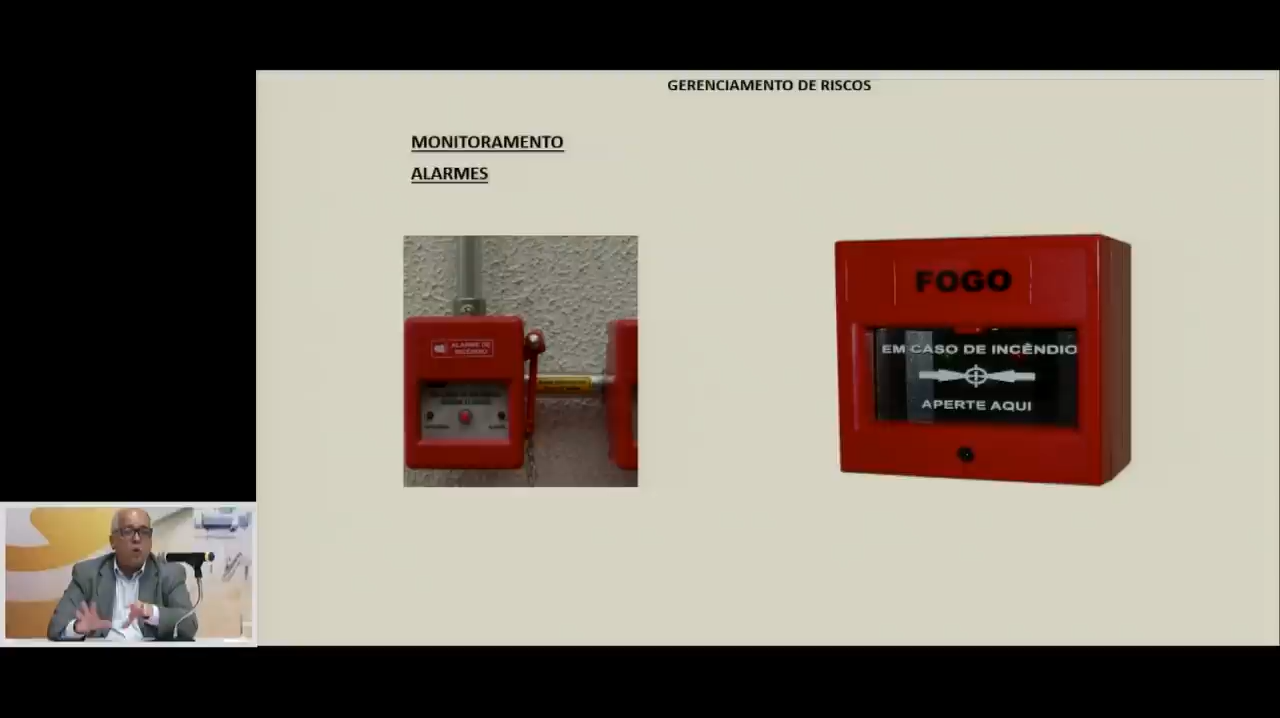 GERENCIAMENTO DE RISCOS
MONITORAMENTO
ALARMES
ALARME DE
INCÊNDIO
FOGO
EM CASO DE INCÊNDIO
APERTE AQUI